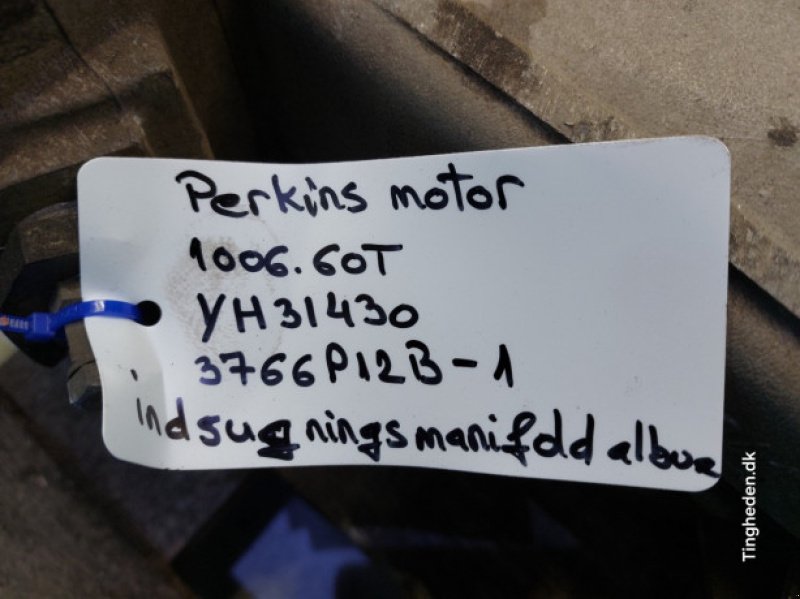 Perkins motor
1006.60T
YH31430
3766P12B-1
indsugningsmanifold albue
Tingheden.dk